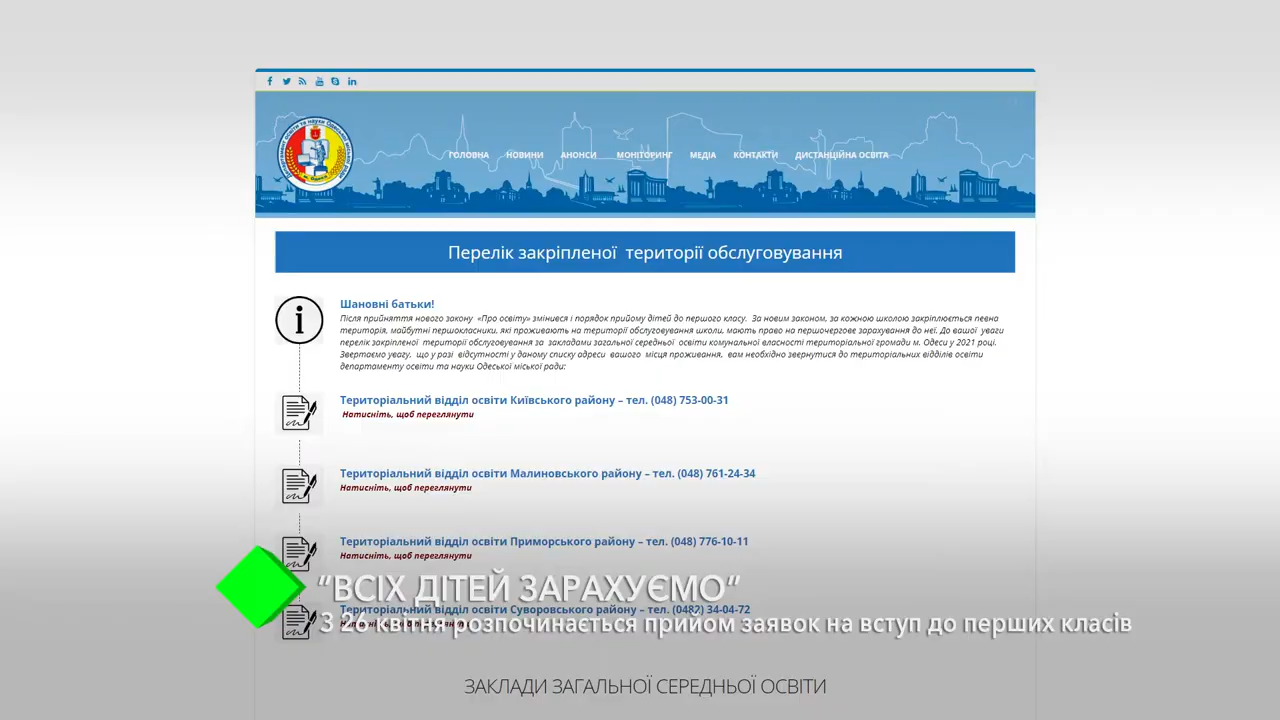 ГОЛОВНА НОВИНИ АНОНСИ МОНІТОРИНГ МЕДІА КОНТАКТИ ДИСТАНЦІЙНА ОСВІТА
Перелік закріпленої території обслуговування
Шановні батьки!
Після прийняття нового закону «Про освіту» змінився і порядок прийому дітей до першого класу. За новим законом, за кожною школою закріплюється певна
територія, майбутні першокласники, які проживають на території обслуговування школи, мають право на першочергове зарахування до неї. До вашої уваги
перелік закріпленої території обслуговування за закладами загальної середньої освіти комунальної власності територіальної громади м. Одеси у 2021 році.
Звертаємо увагу, що у разі відсутності у даному списку адреси вашого місця проживання, вам необхідно звернутися до територіальних відділів освіти
департаменту освіти та науки Одеської міської ради:
Територіальний відділ освіти Київського району – тел. (048) 753-00-31
Натисніть, щоб переглянути
Територіальний відділ освіти Малиновського району – тел. (048) 761-24-34
Натисніть, щоб переглянути
Територіальний відділ освіти Приморського району – тел. (048) 776-10-11
Натисніть, щоб переглянути
“ВСІХ ДІТЕЙ ЗАРАХУЄМО”
Територіальний відділ освіти Суворовського району – тел. (0482) 34-04-72
З 26 квітня розпочинається прийом заявок на вступ до перших класів
ЗАКЛАДИ ЗАГАЛЬНОЇ СЕРЕДНЬОЇ ОСВІТИ